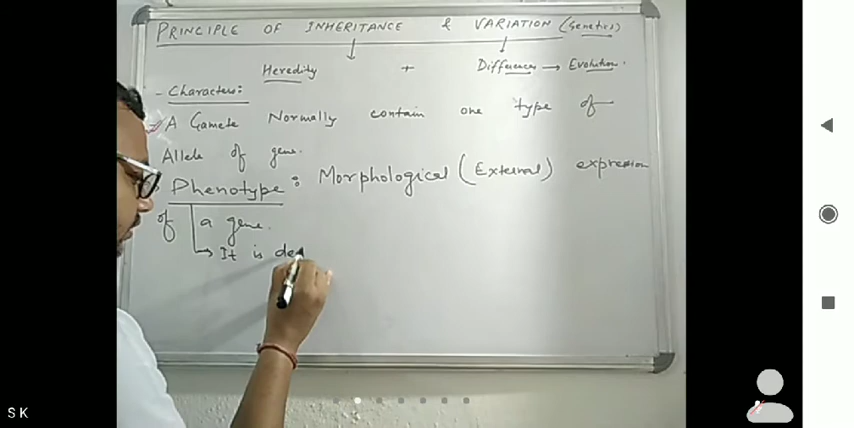 PRINCIPLE OF INHERITANCE & VARIATION (Genetics)
Heredity + Differences → Evolution.
- Characters:
A Gamete Normally contain one type of
Allele of gene.
Phenotype: Morphological (External) expression
of a gene.
→ It is de
S K